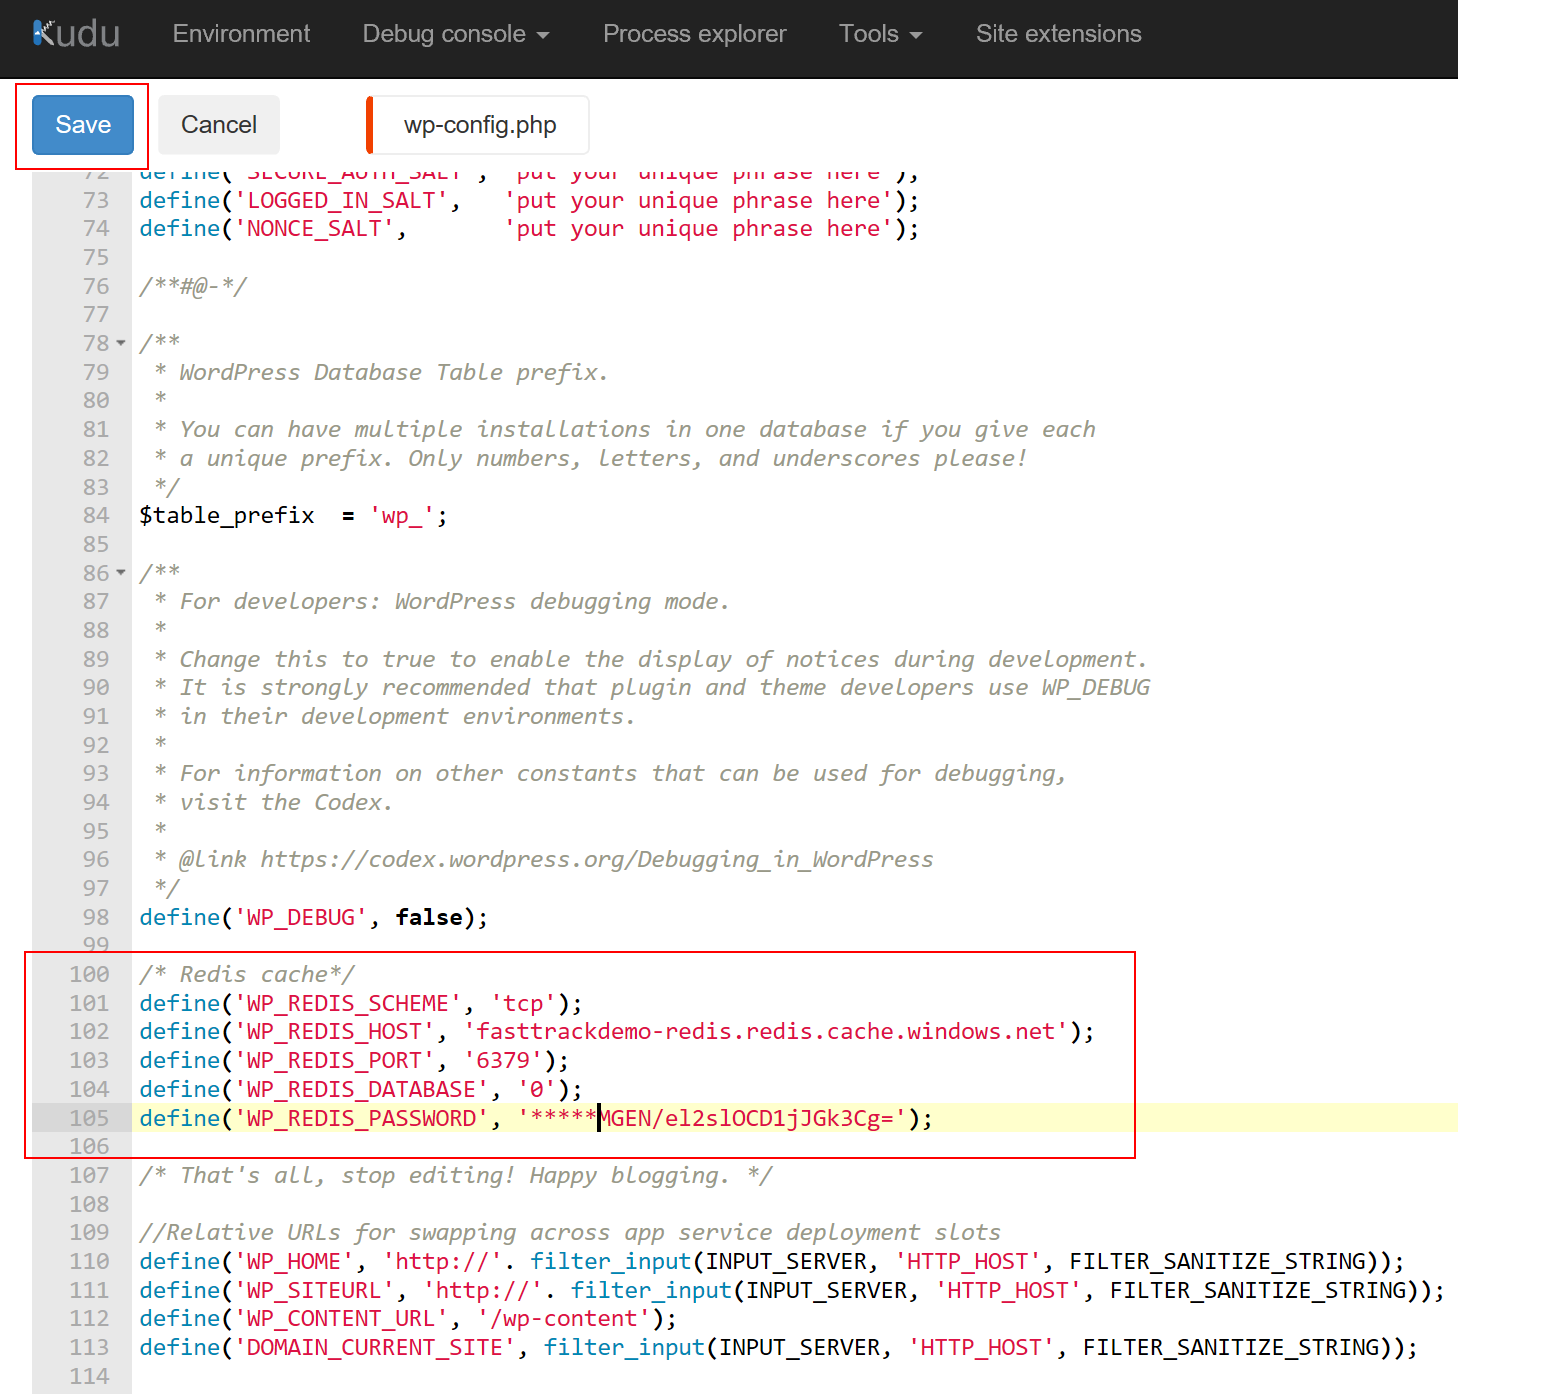 Kudu Environment Debug console Process explorer Tools Site extensions
Save Cancel wp-config.php
72 define('SECURE_AUTH_SALT', 'put your unique phrase here');
73 define('LOGGED_IN_SALT',   'put your unique phrase here');
74 define('NONCE_SALT',       'put your unique phrase here');
75
76 /**#@-*/
77
78 /**
79  * WordPress Database Table prefix.
80  *
81  * You can have multiple installations in one database if you give each
82  * a unique prefix. Only numbers, letters, and underscores please!
83  */
84 $table_prefix  = 'wp_';
85
86 /**
87  * For developers: WordPress debugging mode.
88  *
89  * Change this to true to enable the display of notices during development.
90  * It is strongly recommended that plugin and theme developers use WP_DEBUG
91  * in their development environments.
92  *
93  * For information on other constants that can be used for debugging,
94  * visit the Codex.
95  *
96  * @link https://codex.wordpress.org/Debugging_in_WordPress
97  */
98 define('WP_DEBUG', false);
99
100 /* Redis cache*/
101 define('WP_REDIS_SCHEME', 'tcp');
102 define('WP_REDIS_HOST', 'fasttrackdemo-redis.redis.cache.windows.net');
103 define('WP_REDIS_PORT', '6379');
104 define('WP_REDIS_DATABASE', '0');
105 define('WP_REDIS_PASSWORD', '*****MGEN/el2slOCD1jJGk3Cg=');
106
107 /* That's all, stop editing! Happy blogging. */
108
109 //Relative URLs for swapping across app service deployment slots
110 define('WP_HOME', 'http://'. filter_input(INPUT_SERVER, 'HTTP_HOST', FILTER_SANITIZE_STRING));
111 define('WP_SITEURL', 'http://'. filter_input(INPUT_SERVER, 'HTTP_HOST', FILTER_SANITIZE_STRING));
112 define('WP_CONTENT_URL', '/wp-content');
113 define('DOMAIN_CURRENT_SITE', filter_input(INPUT_SERVER, 'HTTP_HOST', FILTER_SANITIZE_STRING));
114